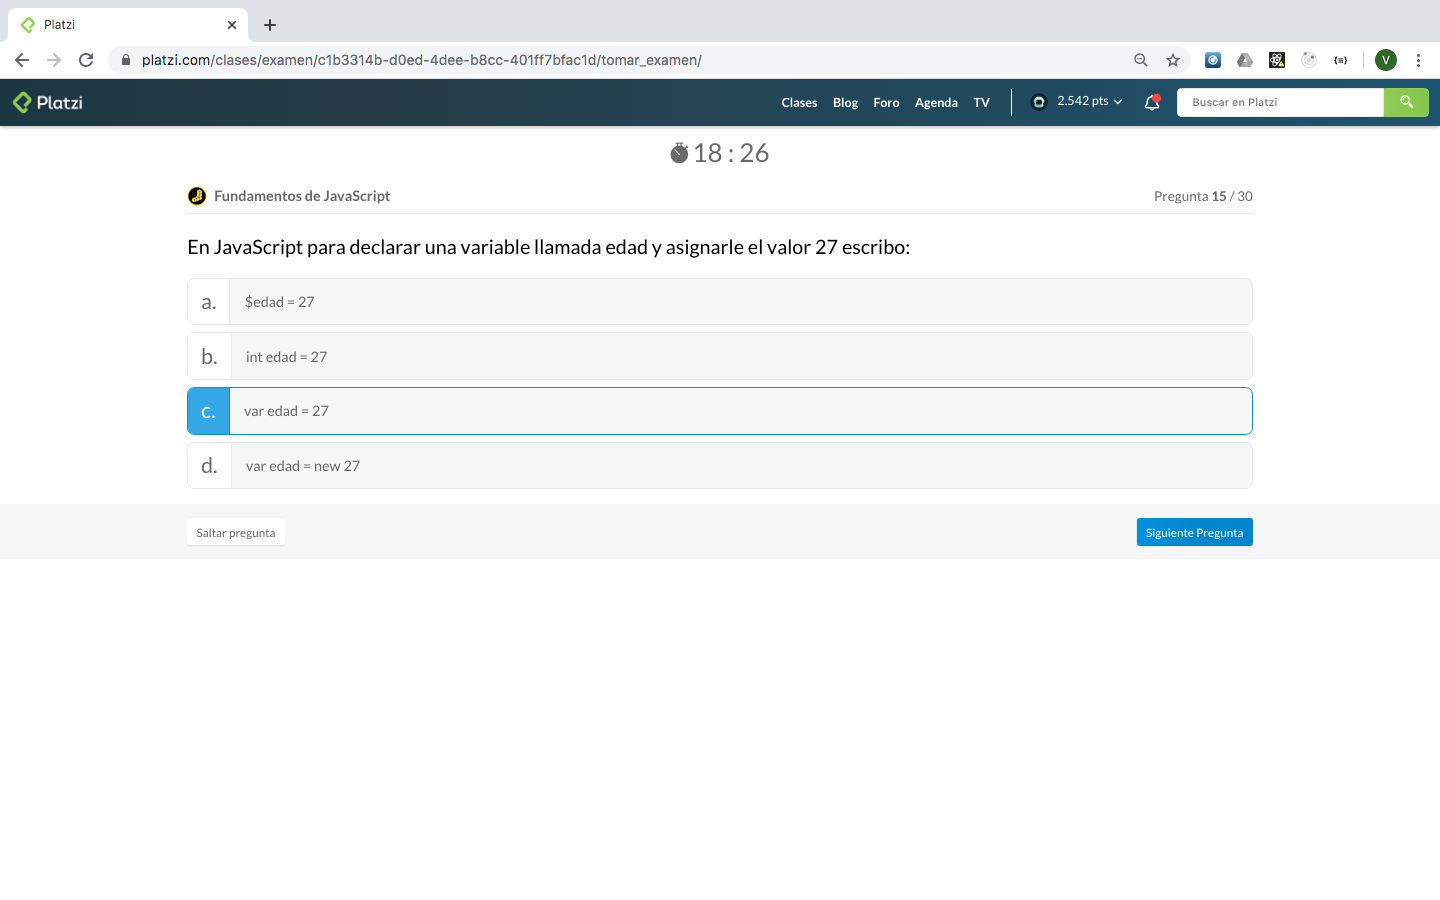 Platzi
platzi.com/clases/examen/c1b3314b-d0ed-4dee-b8cc-401ff7bfac1d/tomar_examen/
V
Platzi
Clases Blog Foro Agenda TV 2.542 pts Buscar en Platzi
18 : 26
Fundamentos de JavaScript Pregunta 15 / 30
En JavaScript para declarar una variable llamada edad y asignarle el valor 27 escribo:
a. $edad = 27
b. int edad = 27
c. var edad = 27
d. var edad = new 27
Saltar pregunta Siguiente Pregunta